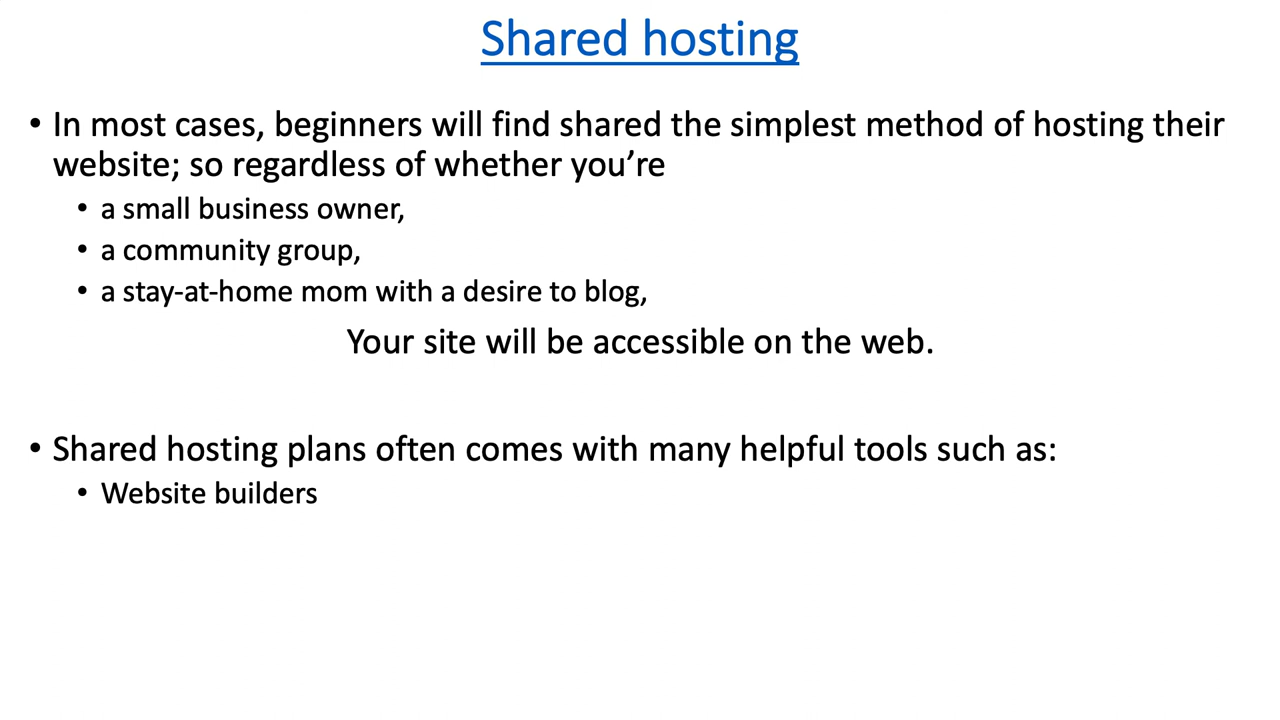 Shared hosting
• In most cases, beginners will find shared the simplest method of hosting their
website; so regardless of whether you’re
• a small business owner,
• a community group,
• a stay-at-home mom with a desire to blog,
Your site will be accessible on the web.
• Shared hosting plans often comes with many helpful tools such as:
• Website builders